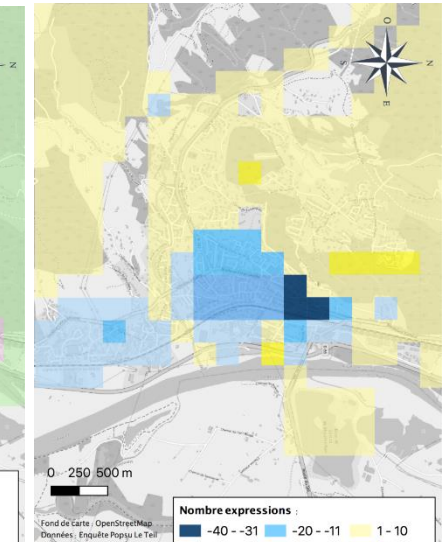 O
N
S
E
N
0 250 500 m
Fond de carte : OpenStreetMap
Données : Enquête Popsu Le Teil
Nombre expressions :
-40 - -31 -20 - -11 1 - 10